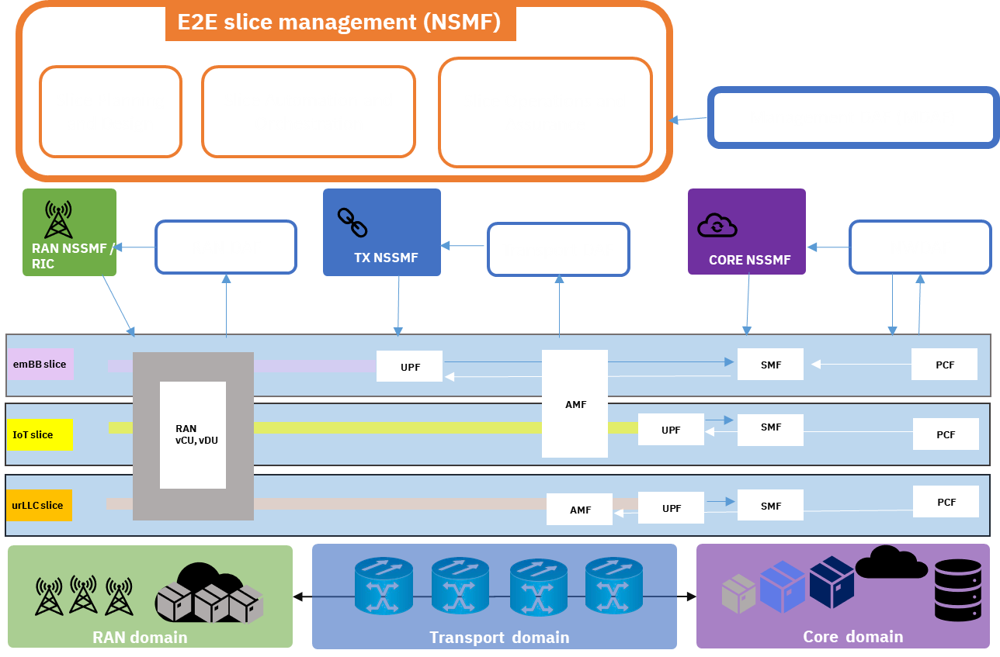 E2E slice management (NSMF)
RAN NSSMF /
RIC
TX NSSMF
CORE NSSMF
emBB slice
UPF
SMF
PCF
AMF
RAN
vCU, vDU
IoT slice
UPF
SMF
PCF
urLLC slice
AMF
UPF
SMF
PCF
RAN domain
Transport domain
Core domain